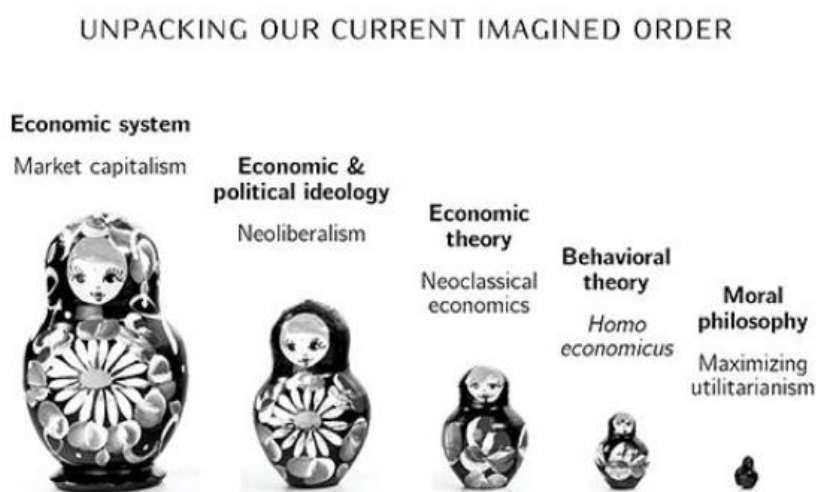 UNPACKING OUR CURRENT IMAGINED ORDER
Economic system
Market capitalism
Economic &
political ideology
Neoliberalism
Economic
theory
Neoclassical
economics
Behavioral
theory
Homo
economicus
Moral
philosophy
Maximizing
utilitarianism